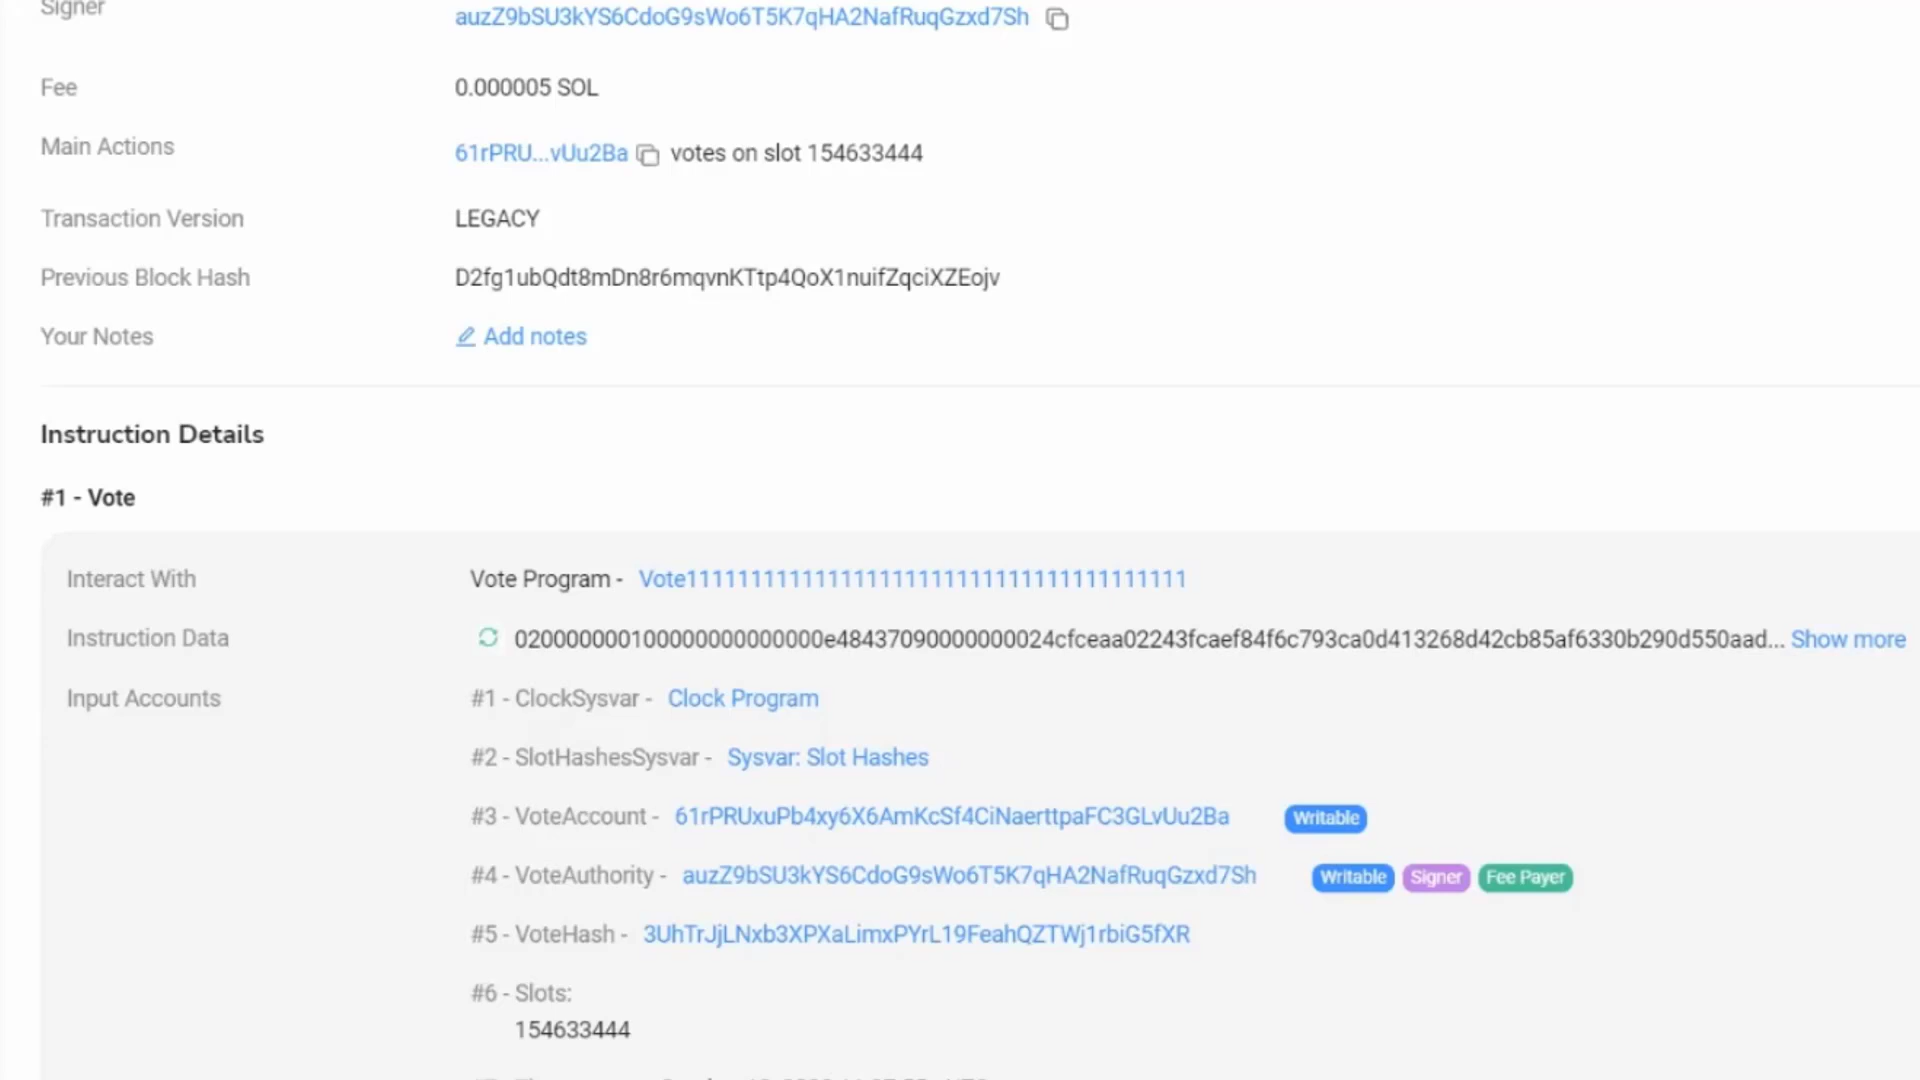 Signer auzZ9bSU3kYS6CdoG9sWo6T5K7qHA2NafRuqGzxd7Sh
Fee 0.000005 SOL
Main Actions 61rPRU...vUu2Ba votes on slot 154633444
Transaction Version LEGACY
Previous Block Hash D2fg1ubQdt8mDn8r6mqvnKTtp4QoX1nuifZqciXZEojv
Your Notes Add notes
Instruction Details
#1 - Vote
Interact With Vote Program - Vote111111111111111111111111111111111111111
Instruction Data 0200000001000000000000000e48437090000000024cfceaa02243fcaef84f6c793ca0d413268d42cb85af6330b290d550aad... Show more
Input Accounts #1 - ClockSysvar - Clock Program
#2 - SlotHashesSysvar - Sysvar: Slot Hashes
#3 - VoteAccount - 61rPRUxuPb4xy6X6AmKcSf4CiNaerttpaFC3GLvUu2Ba Writable
#4 - VoteAuthority - auzZ9bSU3kYS6CdoG9sWo6T5K7qHA2NafRuqGzxd7Sh Writable Signer Fee Payer
#5 - VoteHash - 3UhTrJjLNxb3XPXaLimxPYrL19FeahQZTWj1rbiG5fXR
#6 - Slots:
154633444